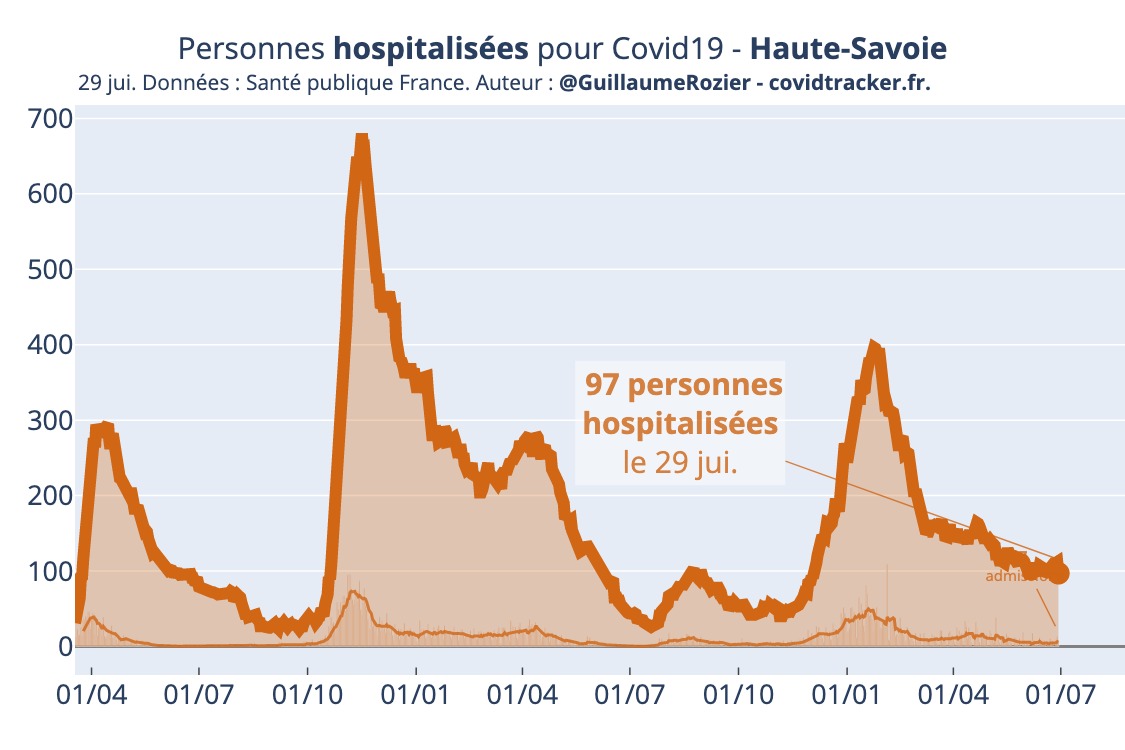 Personnes hospitalisées pour Covid19 - Haute-Savoie
29 jui. Données : Santé publique France. Auteur : @GuillaumeRozier - covidtracker.fr.
700
600
500
400
300
200
100
0
97 personnes
hospitalisées
le 29 jui.
01/04 01/07 01/10 01/01 01/04 01/07 01/10 01/01 01/04 01/07